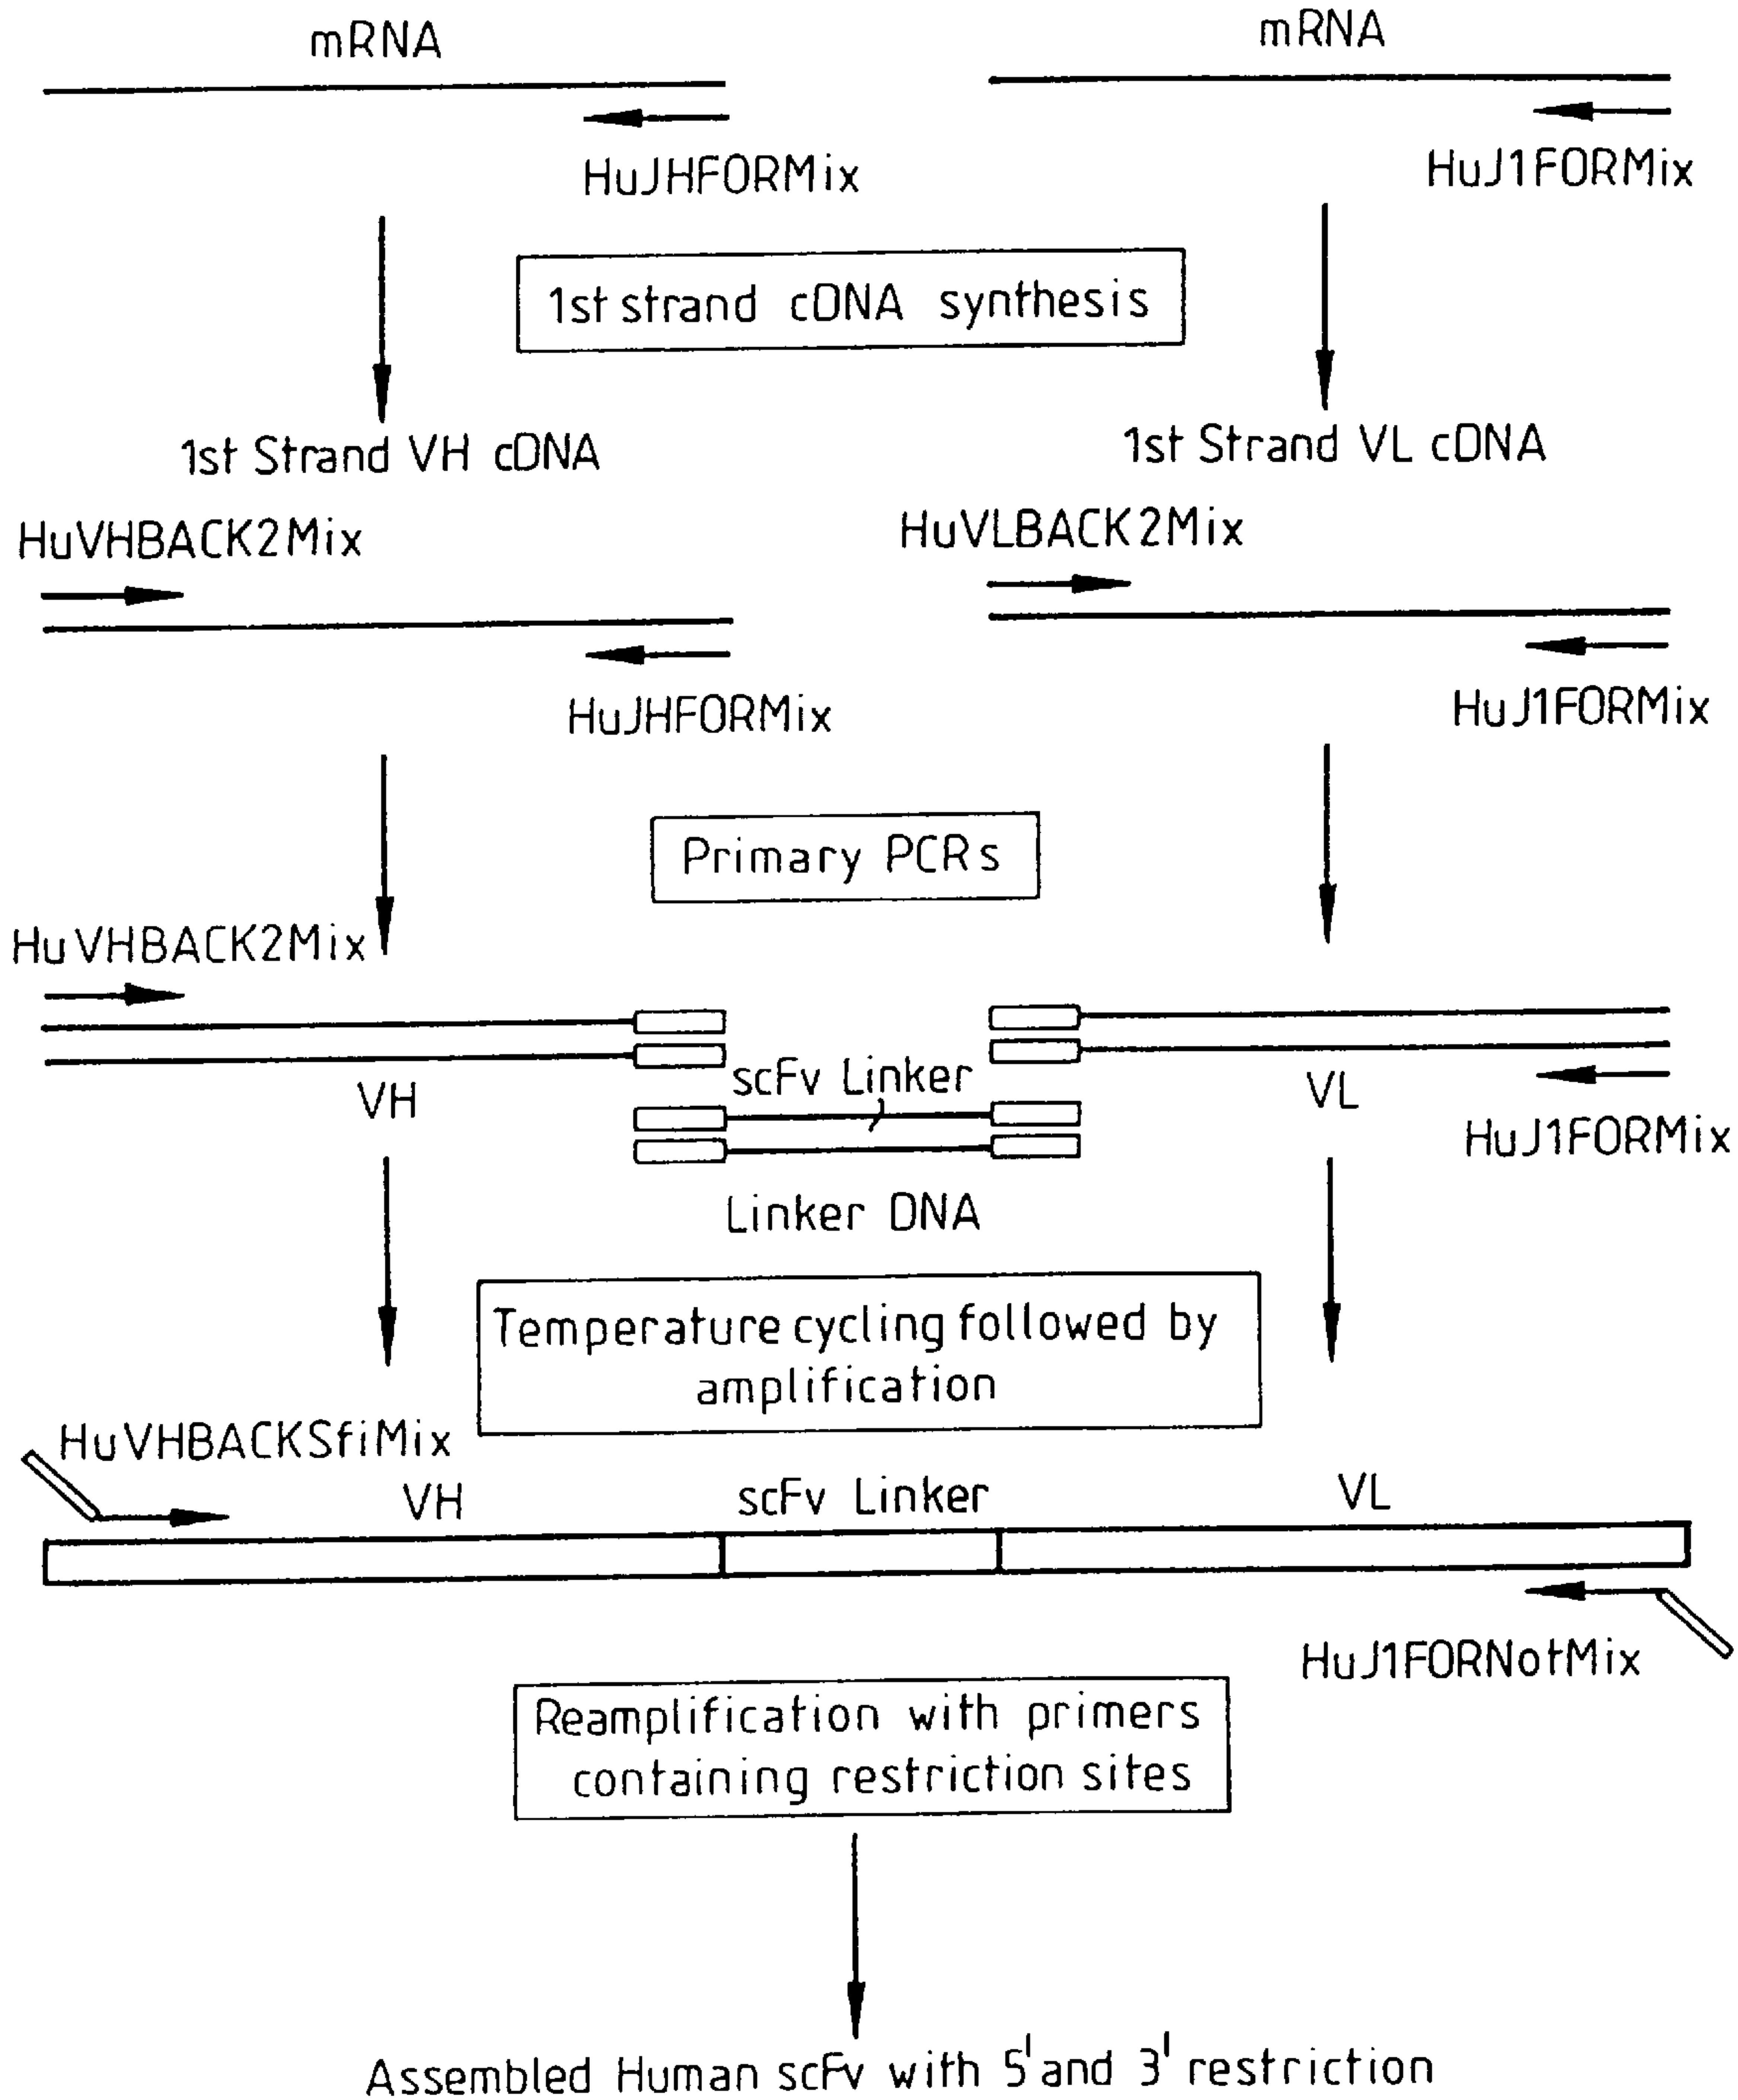 mRNA
mRNA
HuJHFORMix
HuJ1FORMix
1st strand cDNA synthesis
1st Strand VH cDNA
1st Strand VL cDNA
HuVHBACK2Mix
HuVLBACK2Mix
HuJHFORMix
HuJ1FORMix
Primary PCRs
HuVHBACK2Mix
scFv Linker
VH
VL
HuJ1FORMix
Linker DNA
Temperature cycling followed by
amplification
HuVHBACKSfiMix
VH
scFv Linker
VL
HuJ1FORNotMix
Reamplification with primers
containing restriction sites
Assembled Human scFv with 5' and 3' restriction